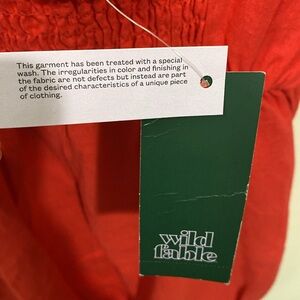 This garment has been treated with a special
wash. The irregularities in color and finishing in
the fabric are not defects but instead are part
of the desired characteristics of a unique piece
of clothing.
wild
fable